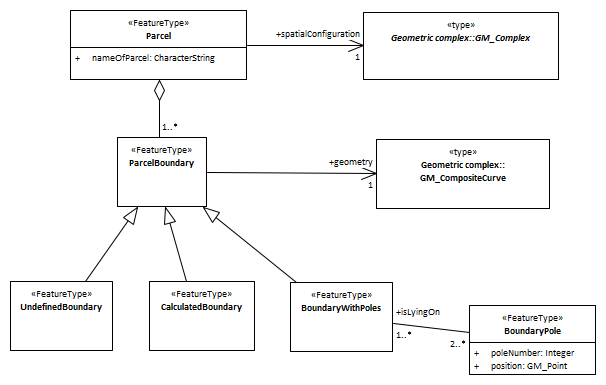 «FeatureType»
Parcel
+ nameOfParcel: CharacterString
+spatialConfiguration
1
«type»
Geometric complex::GM_Complex
1..*
«FeatureType»
ParcelBoundary
+geometry
1
«type»
Geometric complex::
GM_CompositeCurve
«FeatureType»
UndefinedBoundary
«FeatureType»
CalculatedBoundary
«FeatureType»
BoundaryWithPoles
+isLyingOn
1..*
2..*
«FeatureType»
BoundaryPole
+ poleNumber: Integer
+ position: GM_Point